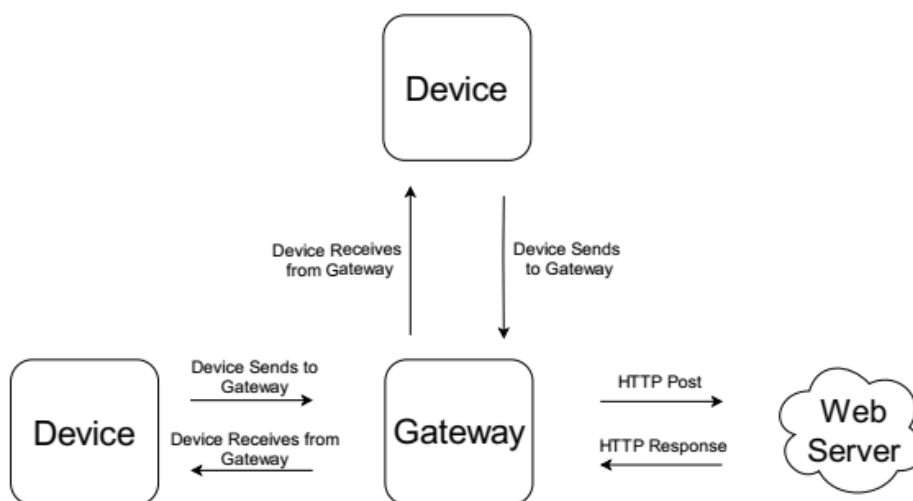 Device
Device Receives
from Gateway
Device Sends
to Gateway
Device
Device Sends to
Gateway
Device Receives from
Gateway
Gateway
HTTP Post
HTTP Response
Web
Server